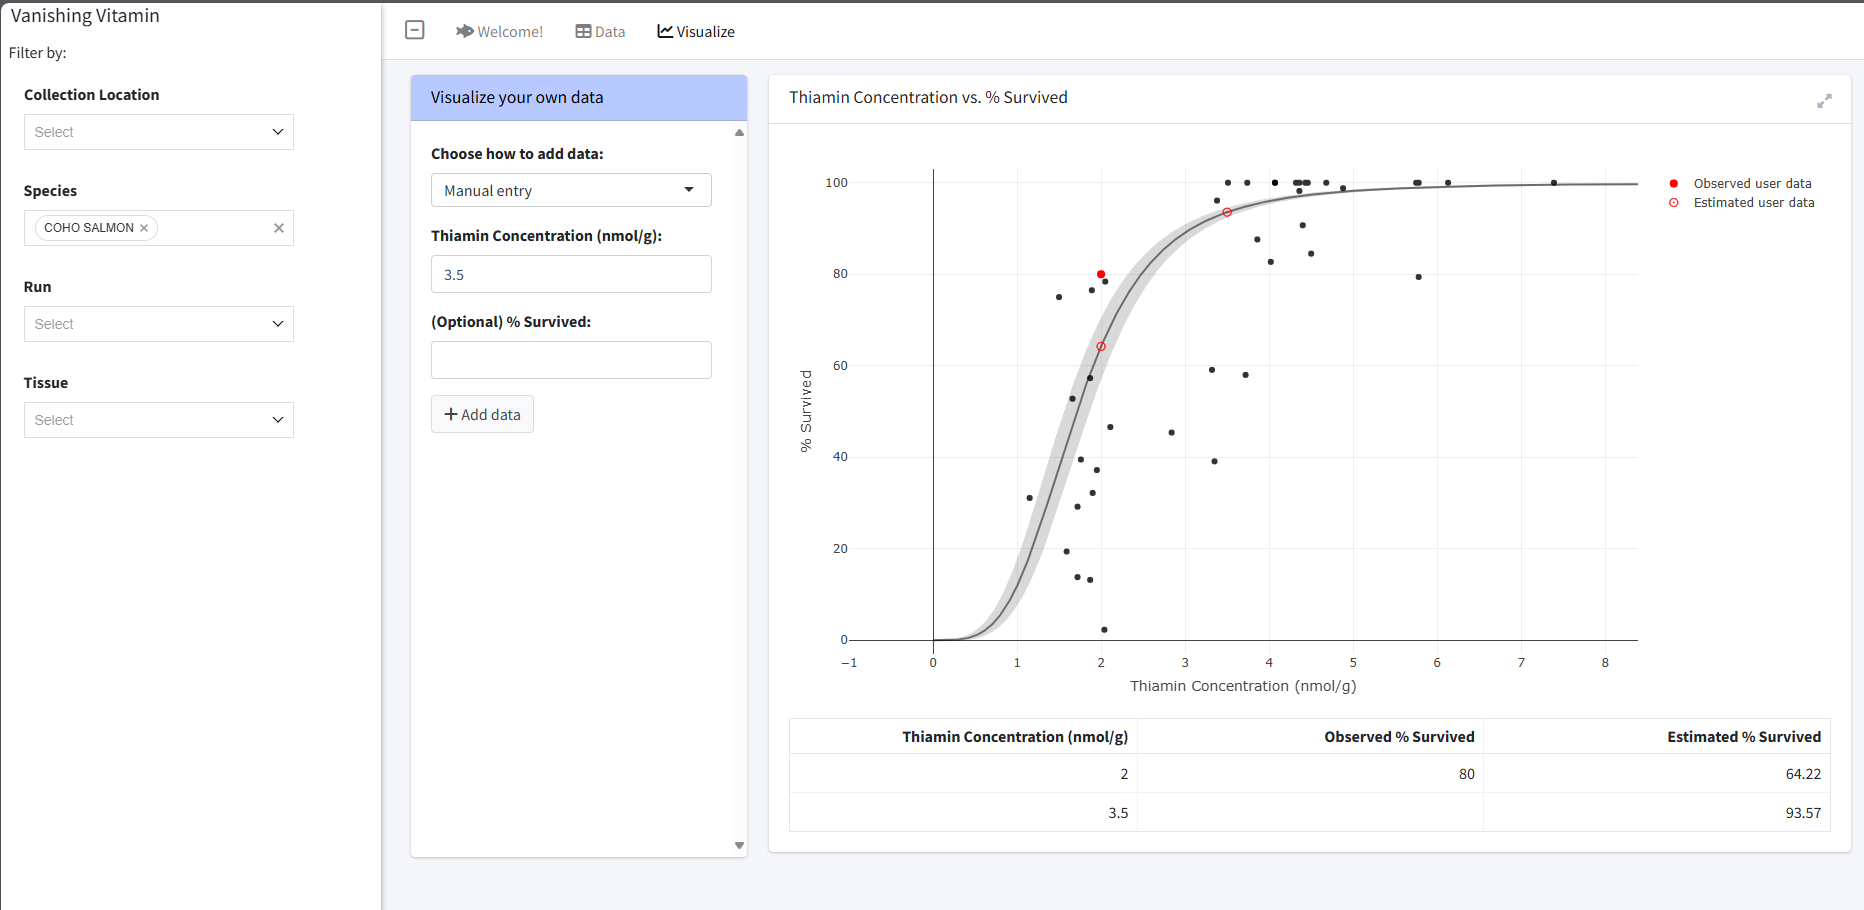 Vanishing Vitamin
Filter by:
Collection Location
Select
Species
COHO SALMON
Run
Select
Tissue
Select
Welcome!
Data
Visualize
Visualize your own data
Choose how to add data:
Manual entry
Thiamin Concentration (nmol/g):
3.5
(Optional) % Survived:
+ Add data
Thiamin Concentration vs. % Survived
100
80
60
40
20
0
% Survived
−1 0 1 2 3 4 5 6 7 8
Thiamin Concentration (nmol/g)
Observed user data
Estimated user data
Thiamin Concentration (nmol/g) Observed % Survived Estimated % Survived
2 80 64.22
3.5 93.57